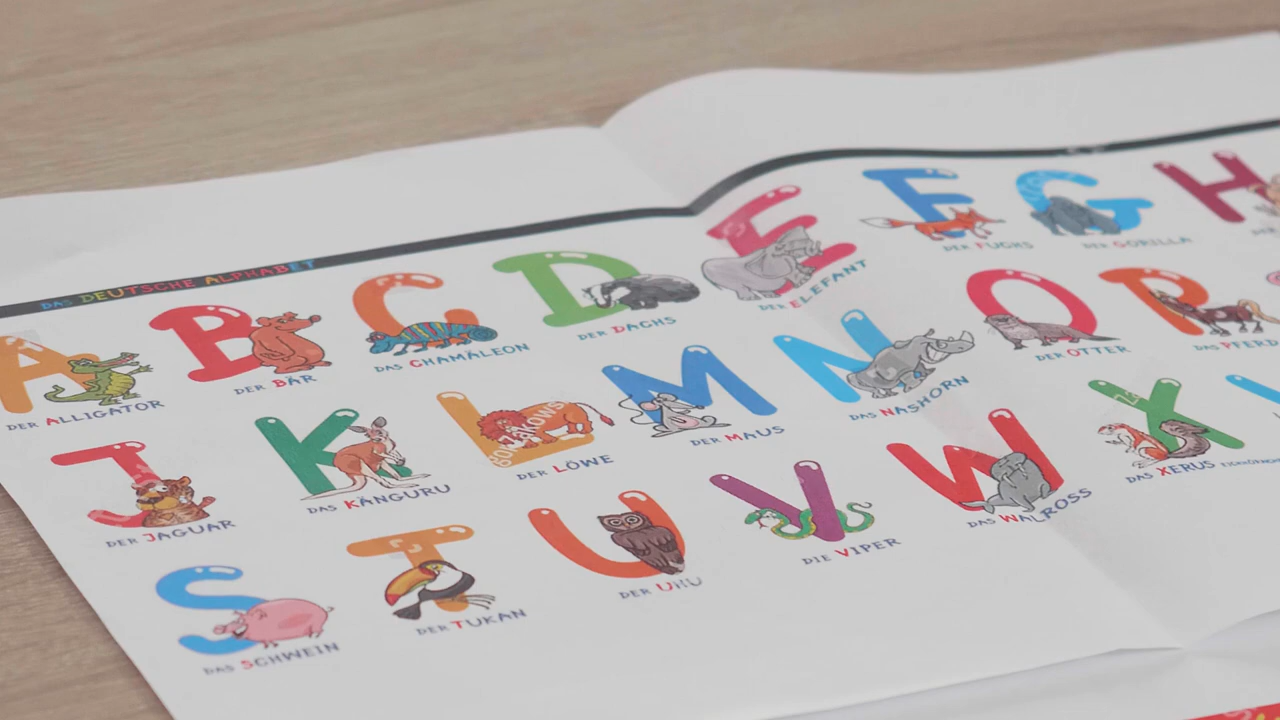 DAS DEUTSCHE ALPHABET
A B C D E F G H
DER ALLIGATOR DER BÄR DAS CHAMÄLEON DER DACHS DER ELEFANT DER FUCHS DER GORILLA
J K L M N O P
DER JAGUAR DAS KÄNGURU DER LÖWE DER MAUS DAS NASHORN DER OTTER DAS PFERD
S T U V W X
DAS SCHWEIN DER TUKAN DER UHU DIE VIPER DAS WALROSS DAS XERUS